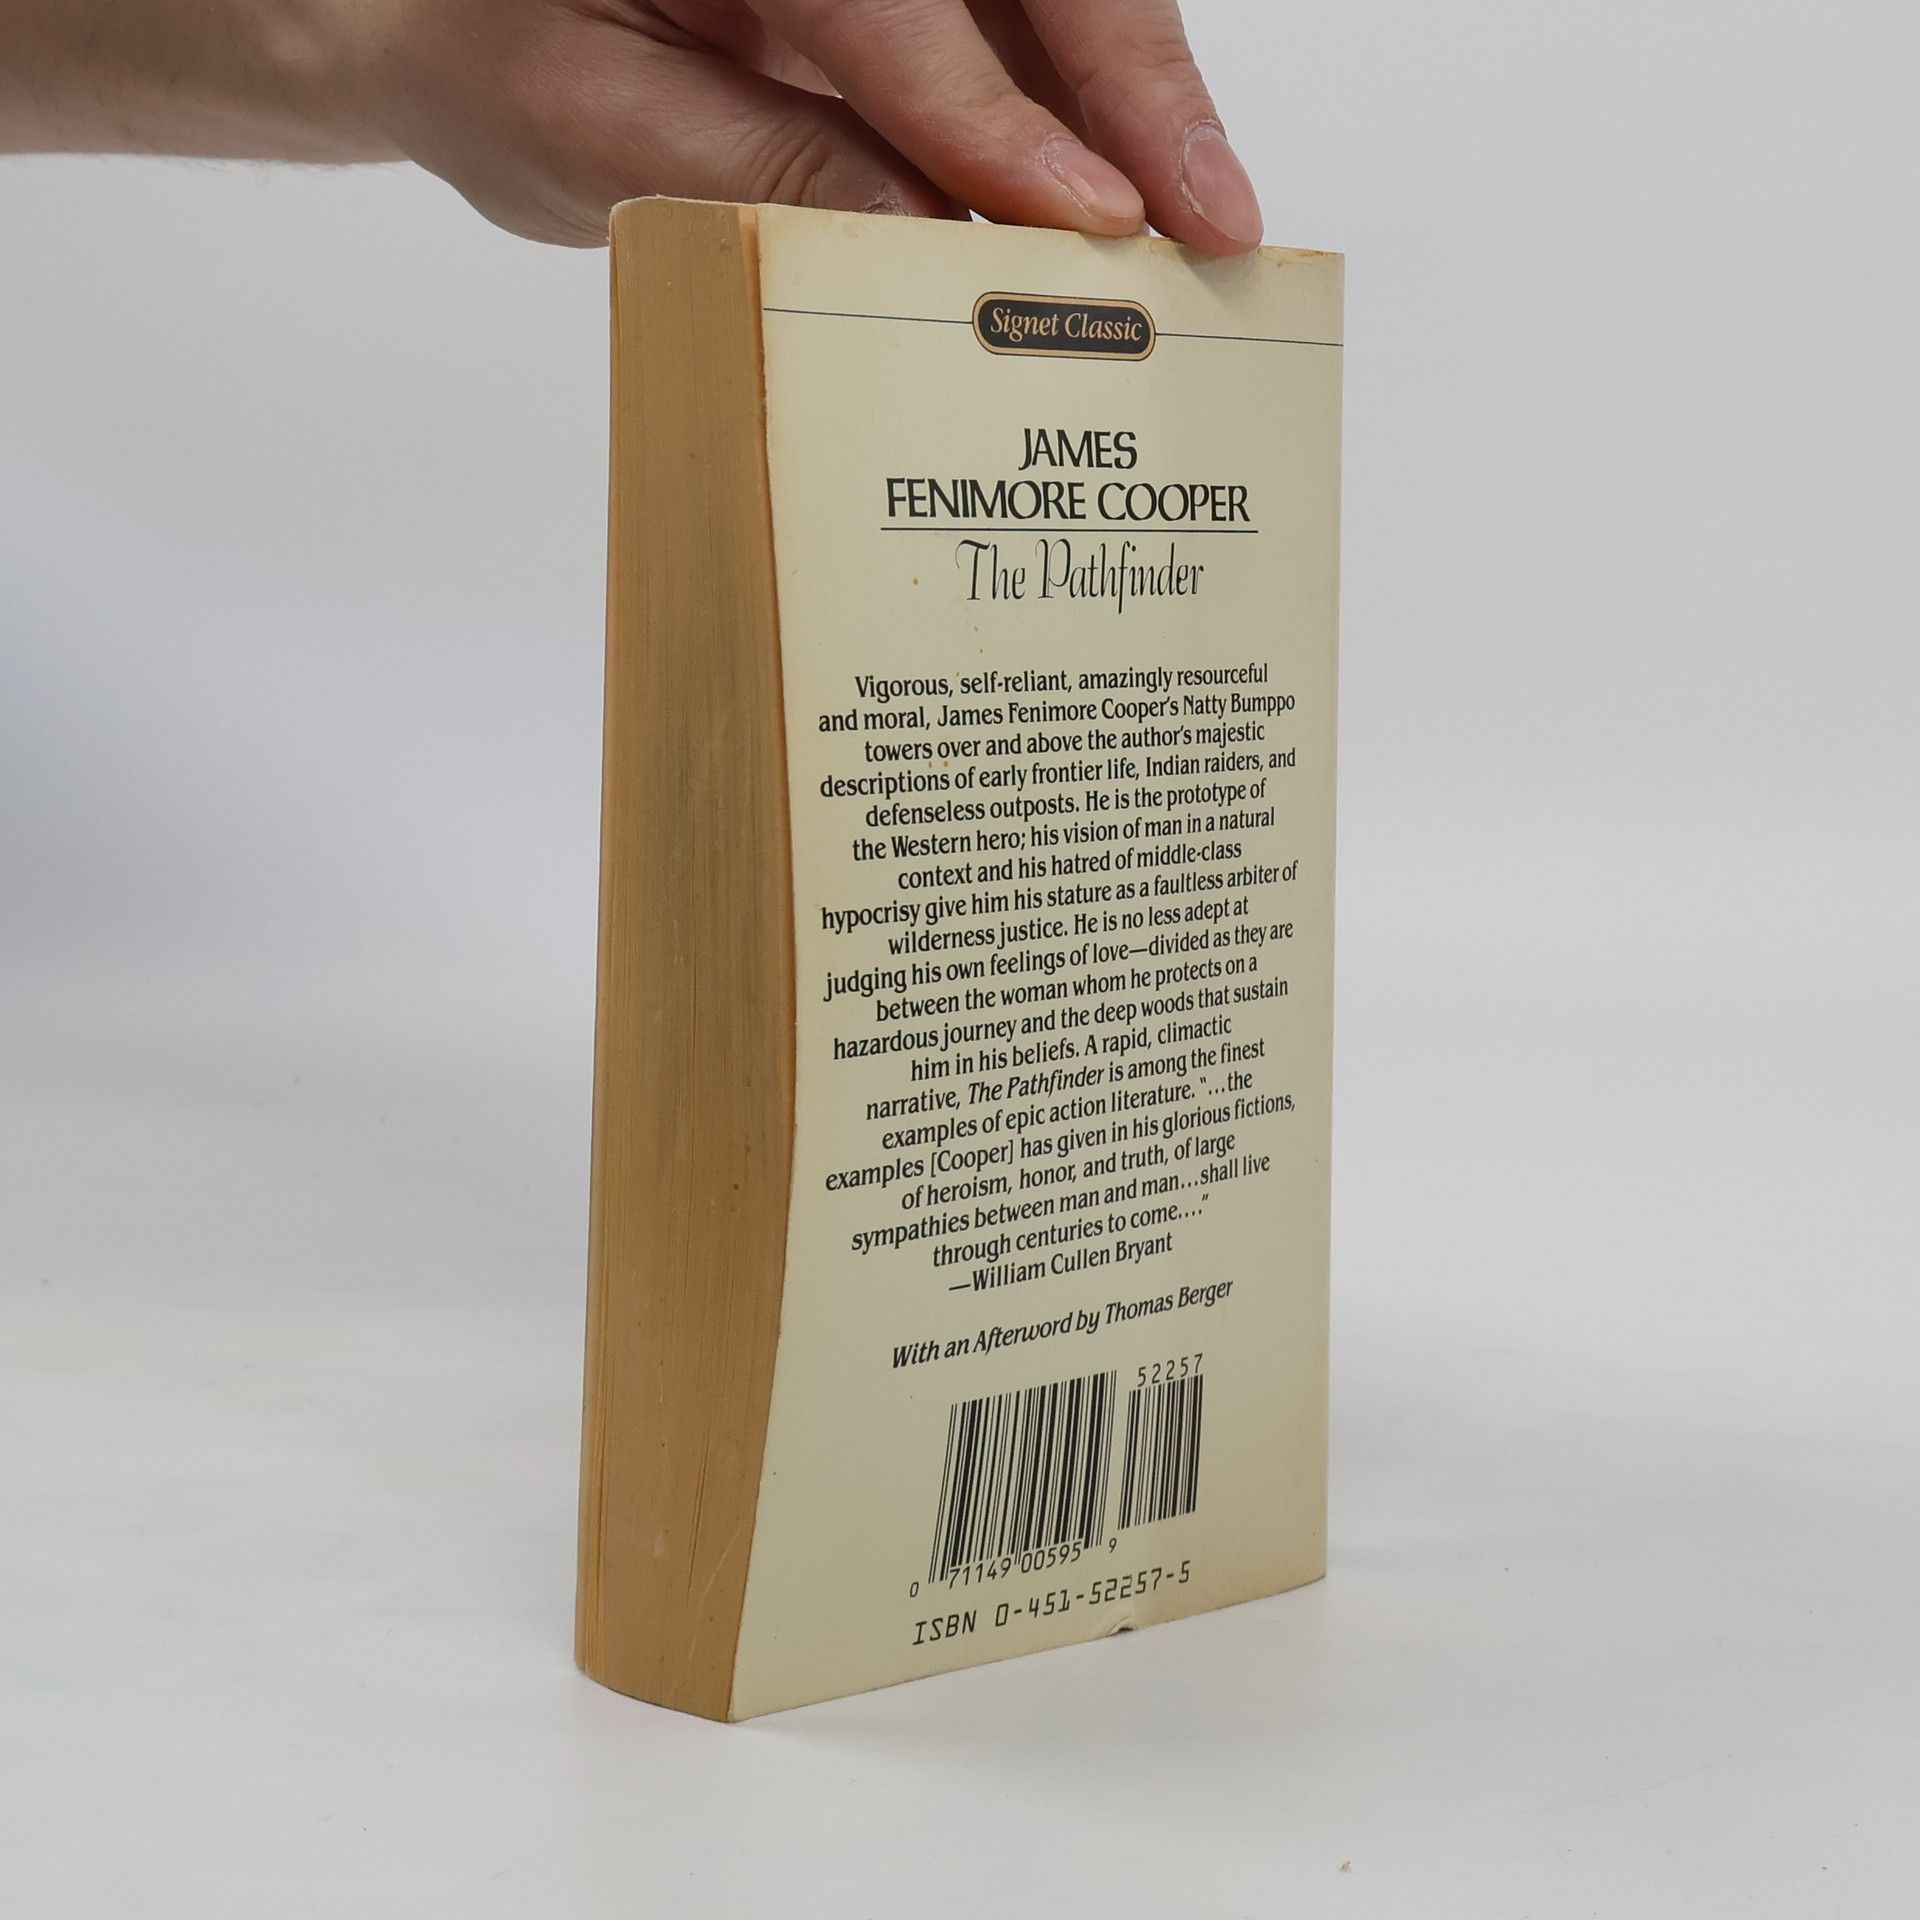 Signet Classic
JAMES
FENIMORE COOPER
The Pathfinder
Vigorous, self-reliant, amazingly resourceful
and moral, James Fenimore Cooper's Natty Bumppo
towers over and above the author's majestic
descriptions of early frontier life, Indian raiders, and
defenseless outposts. He is the prototype of
the Western hero; his vision of man in a natural
context and his hatred of middle-class
hypocrisy give him his stature as a faultless arbiter of
wilderness justice. He is no less adept at
judging his own feelings of love—divided as they are
between the woman whom he protects on a
hazardous journey and the deep woods that sustain
him in his beliefs. A rapid, climactic
narrative, The Pathfinder is among the finest
examples of epic action literature. "...the
examples [Cooper] has given in his glorious fictions,
of heroism, honor, and truth, of large
sympathies between man and man...shall live
through centuries to come...."
—William Cullen Bryant
With an Afterword by Thomas Berger
52257
0 71149 00595 9
ISBN 0-451-52257-5